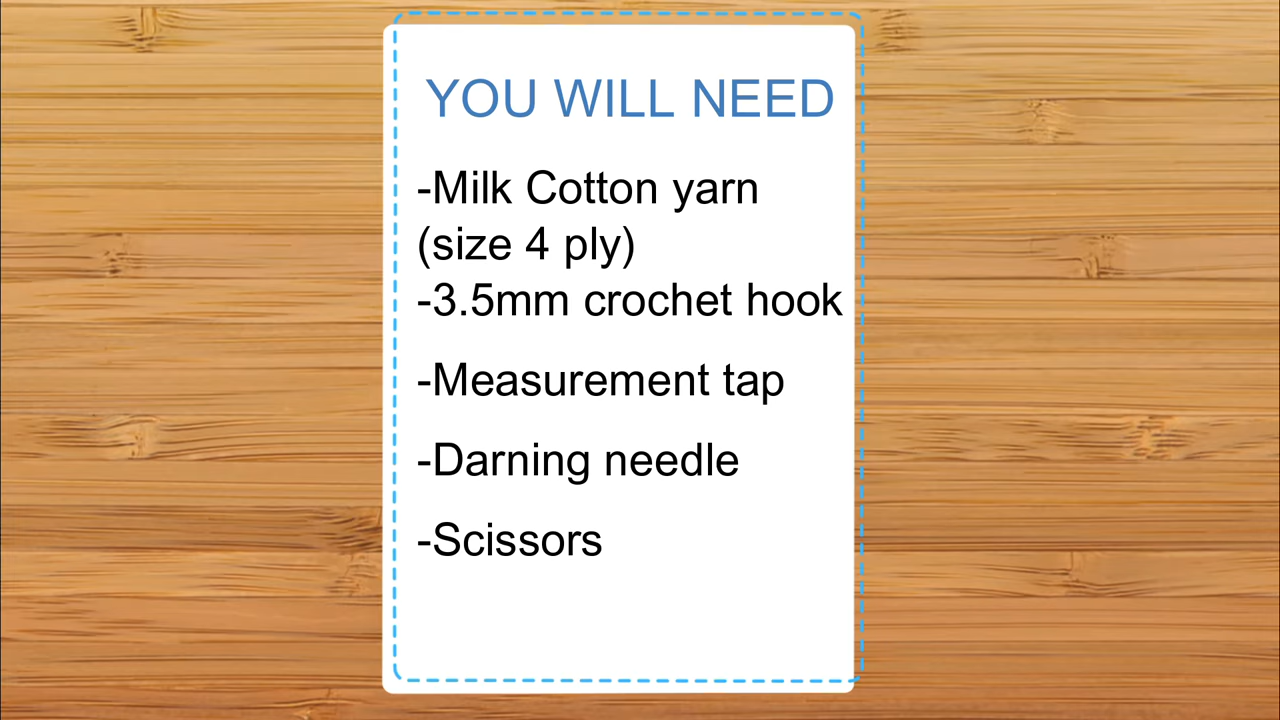 YOU WILL NEED
-Milk Cotton yarn
(size 4 ply)
-3.5mm crochet hook
-Measurement tap
-Darning needle
-Scissors